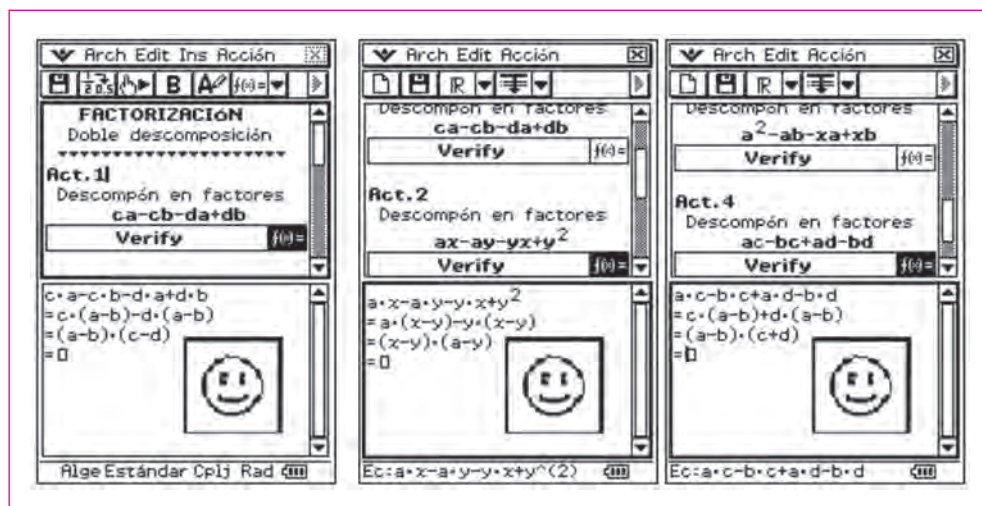 Arch Edit Ins Acción
B
FACTORIZACIóN
Doble descomposición
Act.1
Descompón en factores
ca-cb-da+db
Verify
f(x)=
c·a-c·b-d·a+d·b
=c·(a-b)-d·(a-b)
=(a-b)·(c-d)
=▯
Alge Estándar Cplj Rad
Arch Edit Acción
ℝ
Descompón en factores
ca-cb-da+db
Verify
f(x)=
Act.2
Descompón en factores
ax-ay-yx+y²
Verify
f(x)=
a·x-a·y-y·x+y²
=a·(x-y)-y·(x-y)
=(x-y)·(a-y)
=▯
Ec:a·x-a·y-y·x+y^(2)
Arch Edit Acción
ℝ
Descompón en factores
a²-ab-xa+xb
Verify
f(x)=
Act.4
Descompón en factores
ac-bc+ad-bd
Verify
f(x)=
a·c-b·c+a·d-b·d
=c·(a-b)+d·(a-b)
=(a-b)·(c+d)
=▯
Ec:a·c-b·c+a·d-b·d